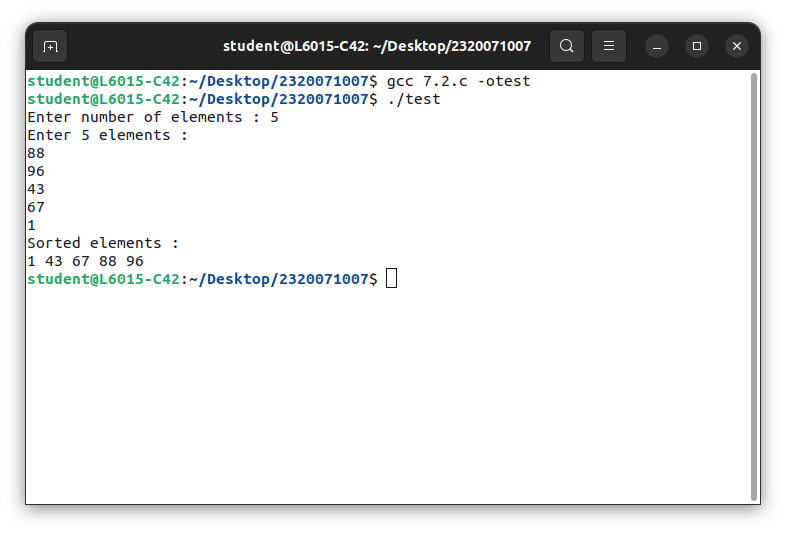 student@L6015-C42: ~/Desktop/2320071007
student@L6015-C42:~/Desktop/2320071007$ gcc 7.2.c -otest
student@L6015-C42:~/Desktop/2320071007$ ./test
Enter number of elements : 5
Enter 5 elements :
88
96
43
67
1
Sorted elements :
1 43 67 88 96
student@L6015-C42:~/Desktop/2320071007$